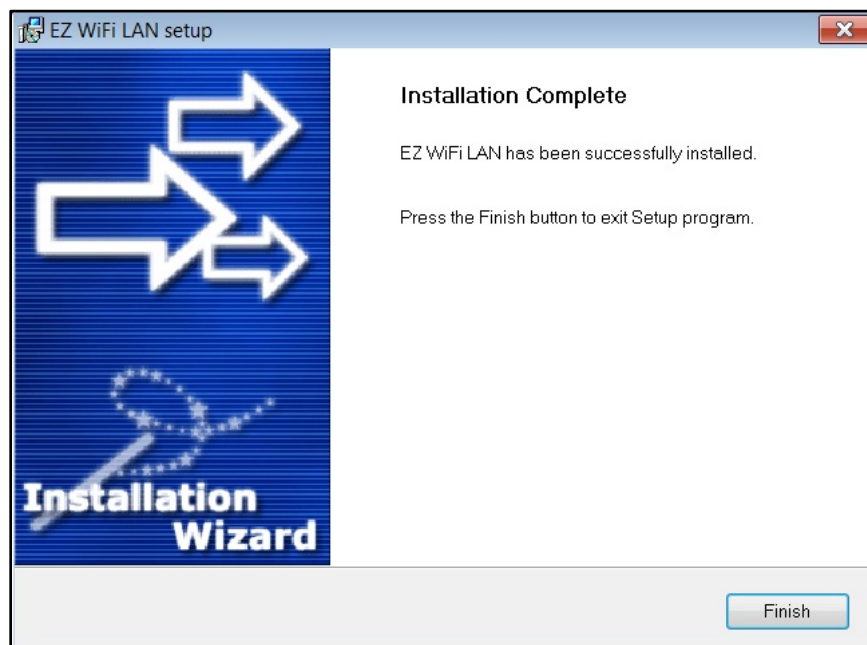 EZ WiFi LAN setup
Installation Complete
EZ WiFi LAN has been successfully installed.
Press the Finish button to exit Setup program.
Installation
Wizard
Finish